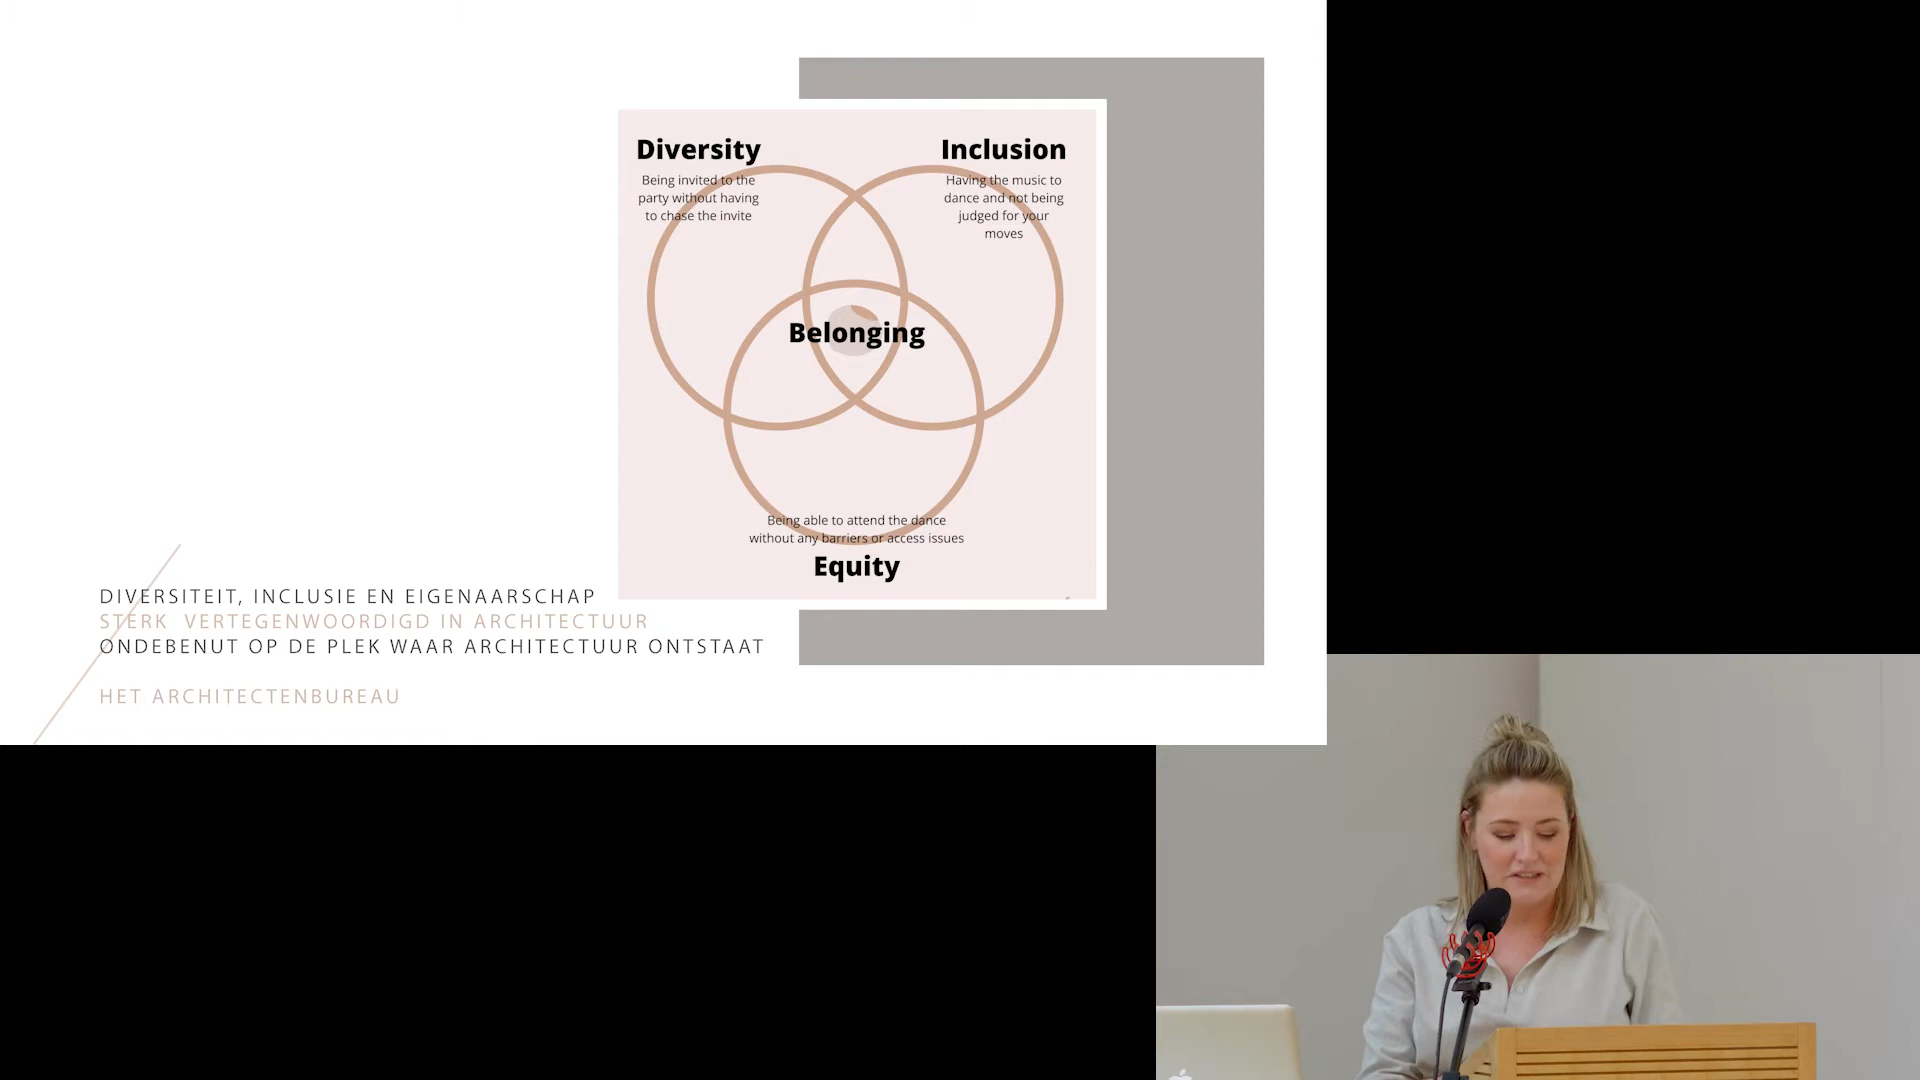 Diversity
Being invited to the
party without having
to chase the invite
Inclusion
Having the music to
dance and not being
judged for your
moves
Belonging
Being able to attend the dance
without any barriers or access issues
Equity
DIVERSITEIT, INCLUSIE EN EIGENAARSCHAP
STERK VERTEGENWOORDIGD IN ARCHITECTUUR
ONDEBENUT OP DE PLEK WAAR ARCHITECTUUR ONTSTAAT
HET ARCHITECTENBUREAU